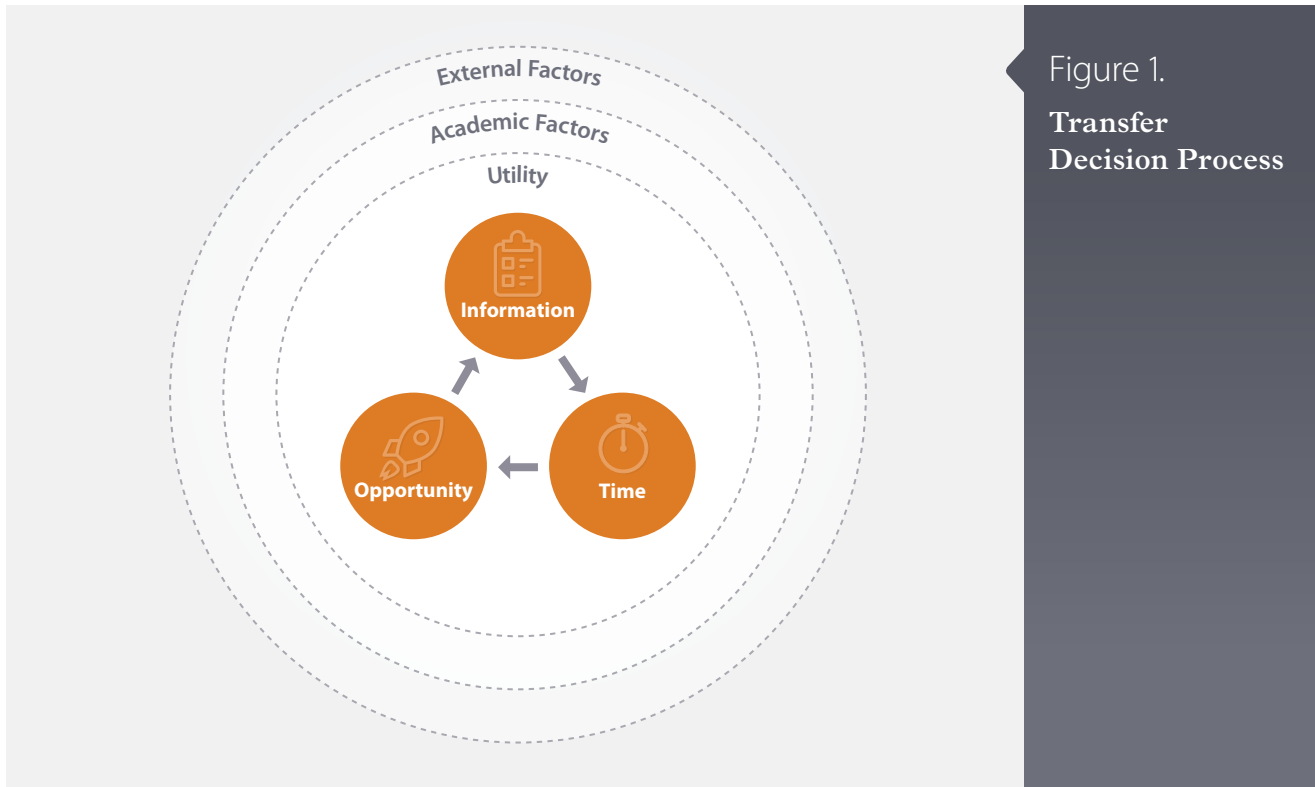 External Factors
Academic Factors
Utility
Information
Opportunity
Time
Figure 1.
Transfer
Decision Process